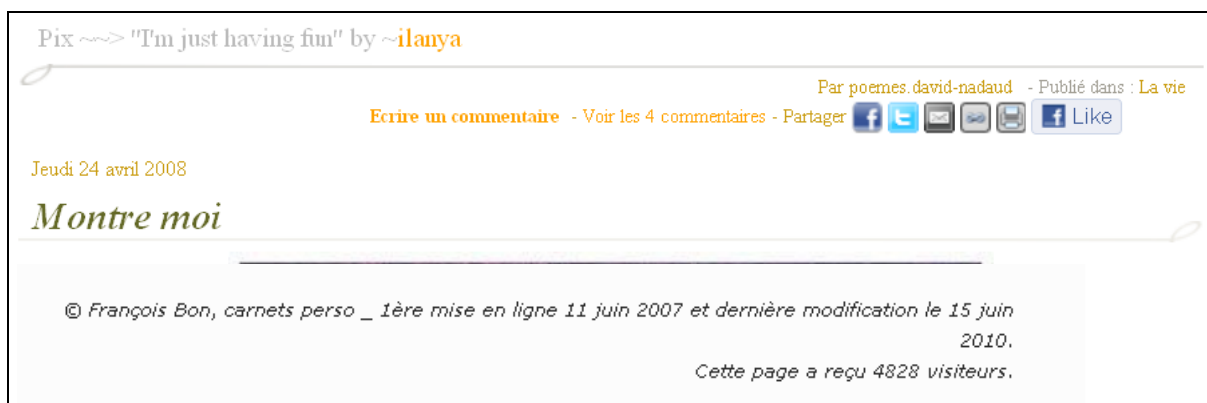 Pix ~~> "I'm just having fun" by ~ilanya
Par poemes.david-nadaud - Publié dans : La vie
Ecrire un commentaire - Voir les 4 commentaires - Partager Like
Jeudi 24 avril 2008
Montre moi
© François Bon, carnets perso _ 1ère mise en ligne 11 juin 2007 et dernière modification le 15 juin
2010.
Cette page a reçu 4828 visiteurs.